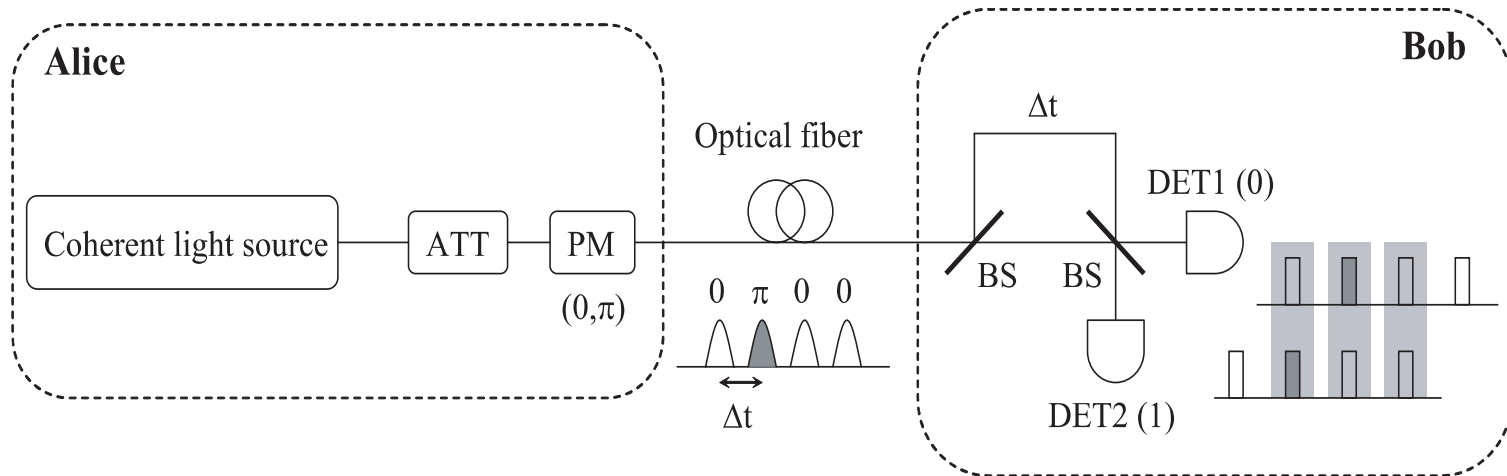 Alice
Coherent light source
ATT
PM
(0,π)
Optical fiber
0 π 0 0
Δt
Bob
Δt
BS
BS
DET1 (0)
DET2 (1)